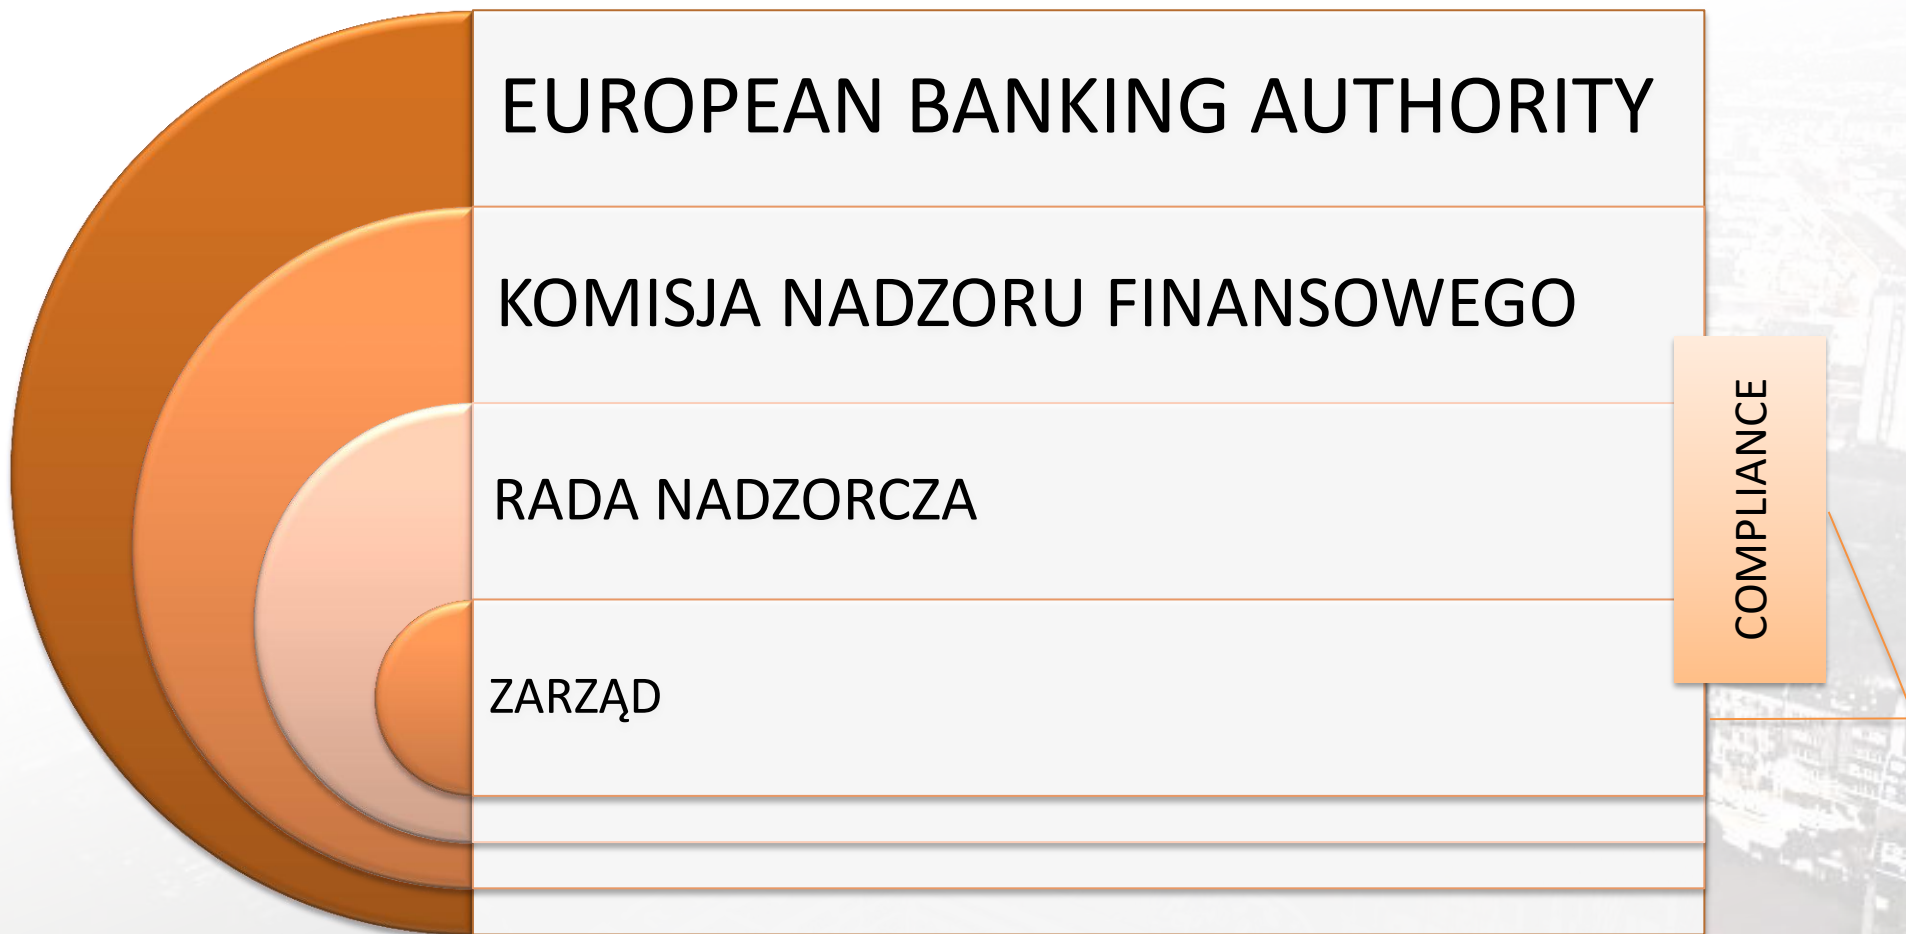 EUROPEAN BANKING AUTHORITY
KOMISJA NADZORU FINANSOWEGO
RADA NADZORCZA
ZARZĄD
COMPLIANCE